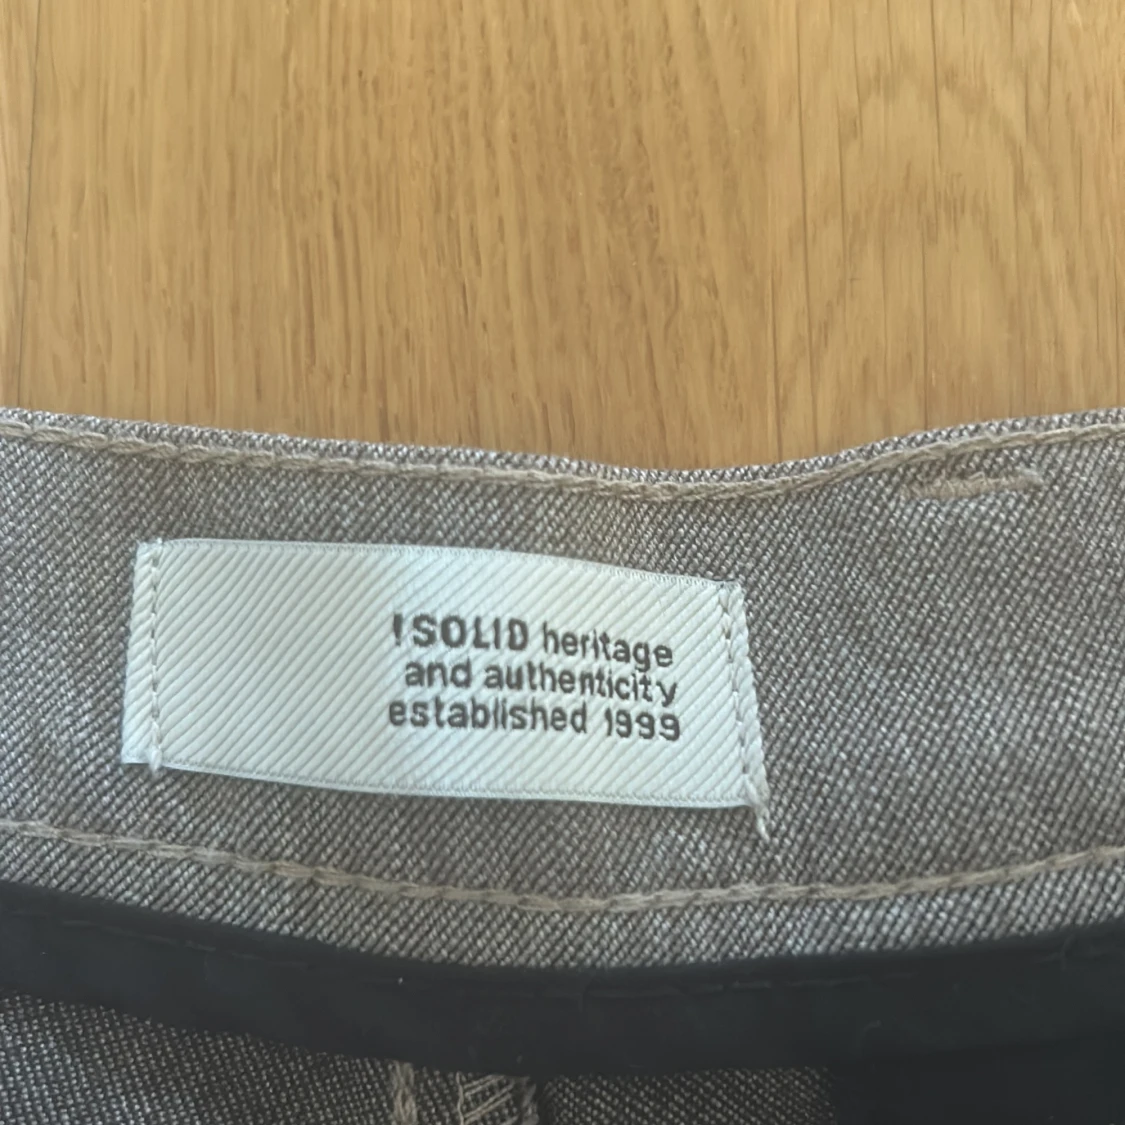 !SOLID heritage
and authenticity
established 1999